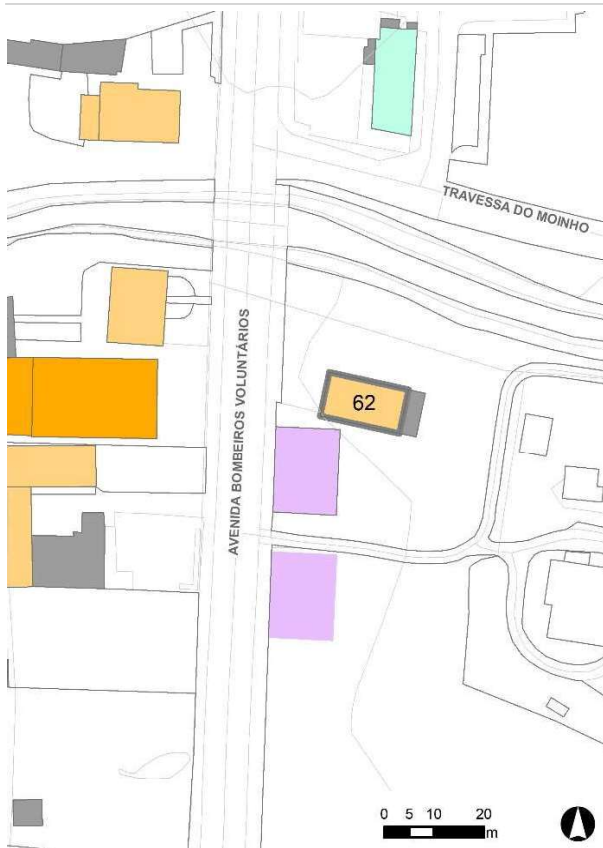 TRAVESSA DO MOINHO
AVENIDA BOMBEIROS VOLUNTÁRIOS
62
0 5 10 20
m